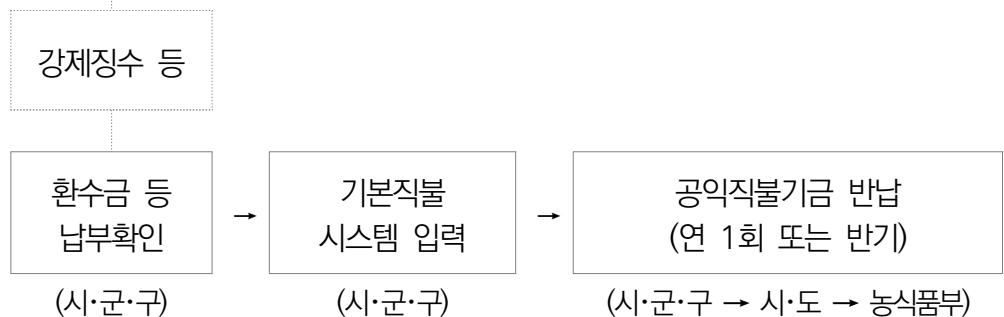 강제징수 등
환수금 등
납부확인
→
기본직불
시스템 입력
→
공익직불기금 반납
(연 1회 또는 반기)
(시·군·구)
(시·군·구)
(시·군·구 → 시·도 → 농식품부)